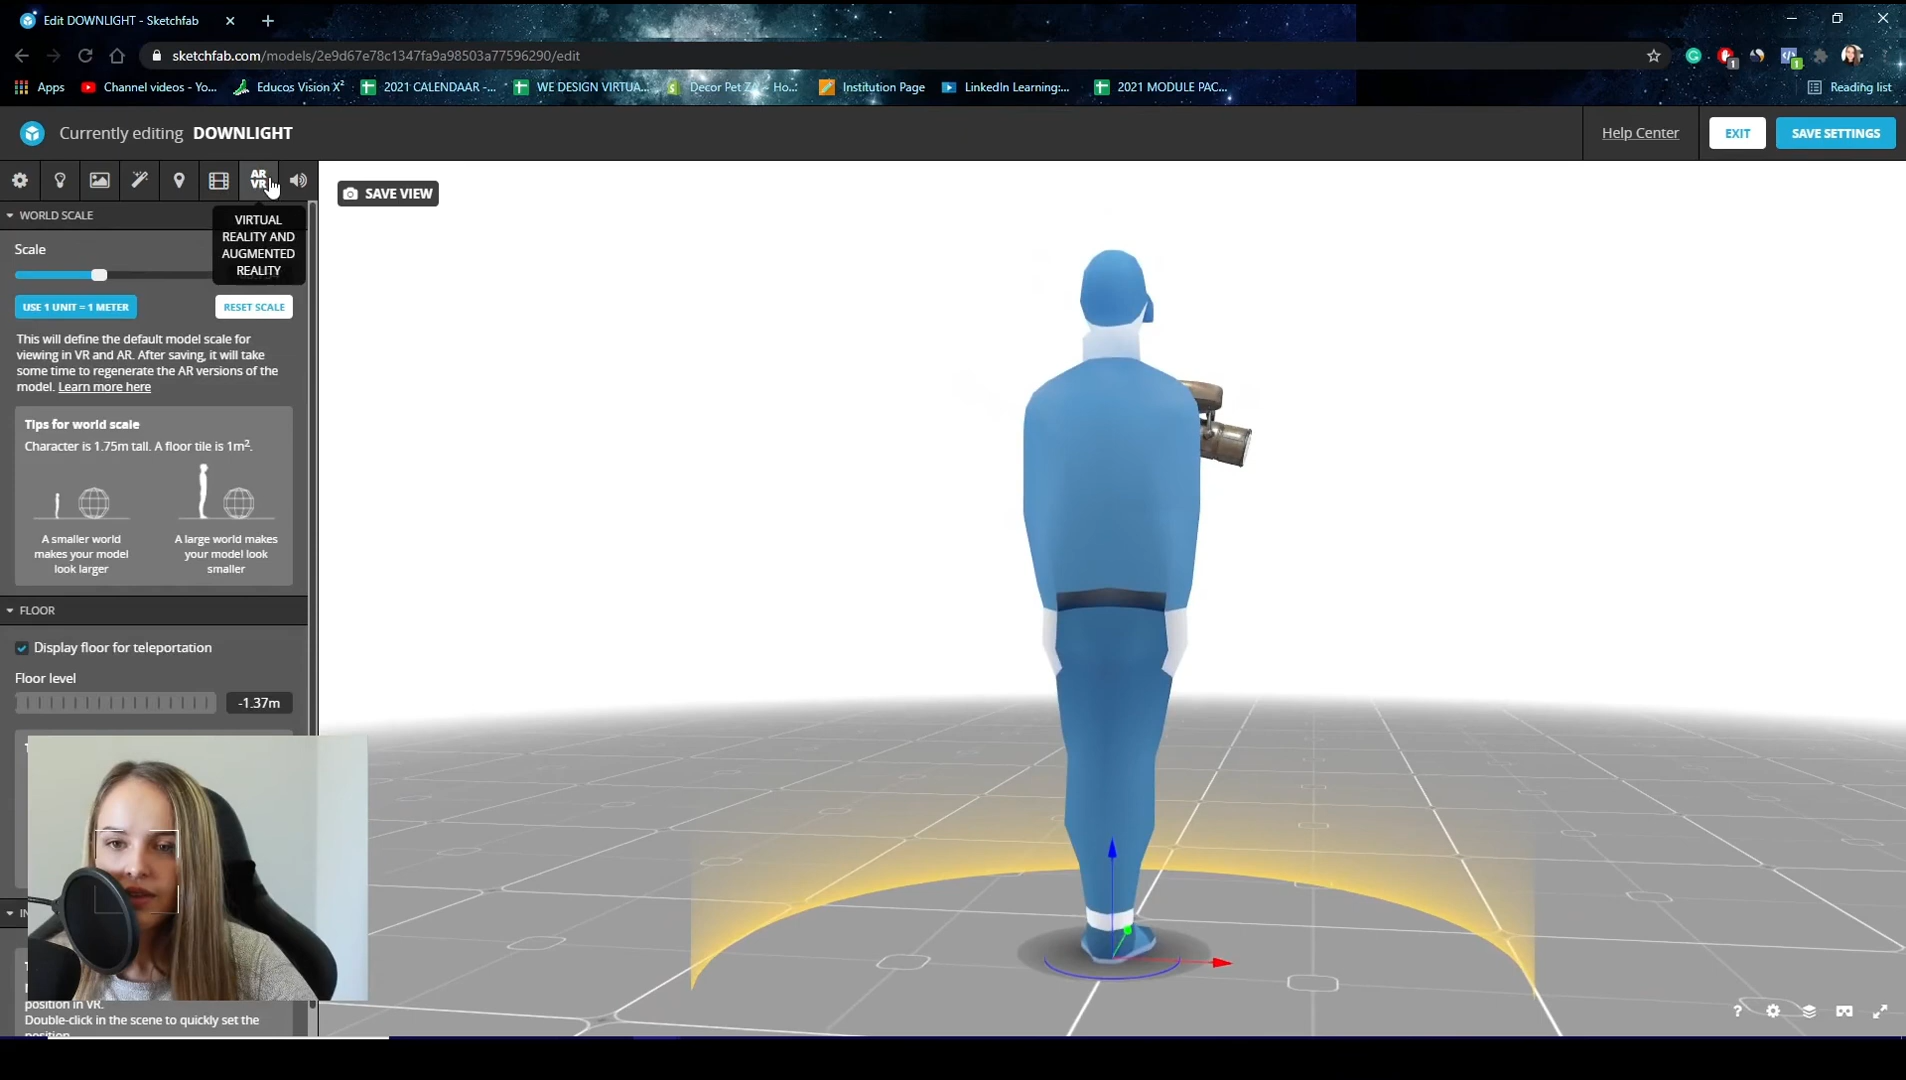 Edit DOWNLIGHT - Sketchfab
sketchfab.com/models/2e9d67e78c1347fa9a98503a77596290/edit
Apps
Channel videos - Yo...
Educos Vision X²
2021 CALENDAAR -...
WE DESIGN VIRTUA...
Decor Pet ZA – Ho...
Institution Page
LinkedIn Learning:...
2021 MODULE PAC...
Reading list
Currently editing DOWNLIGHT
Help Center
EXIT
SAVE SETTINGS
AR
VR
SAVE VIEW
WORLD SCALE
VIRTUAL
REALITY AND
AUGMENTED
REALITY
Scale
USE 1 UNIT = 1 METER
RESET SCALE
This will define the default model scale for
viewing in VR and AR. After saving, it will take
some time to regenerate the AR versions of the
model. Learn more here
Tips for world scale
Character is 1.75m tall. A floor tile is 1m².
A smaller world
makes your model
look larger
A large world makes
your model look
smaller
FLOOR
Display floor for teleportation
Floor level
-1.37m
position in VR.
Double-click in the scene to quickly set the